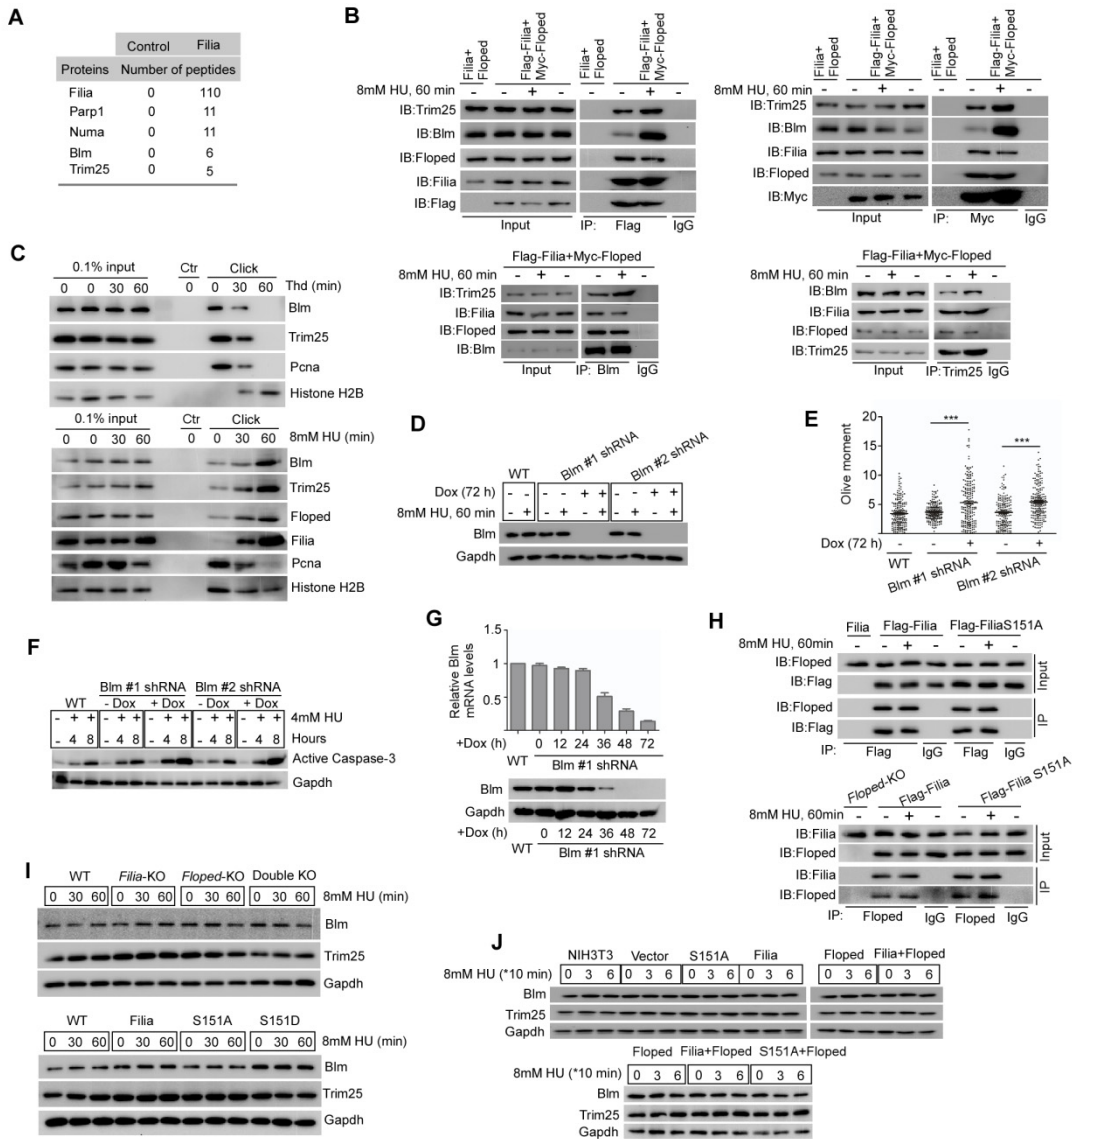 A
Control Filia
Proteins Number of peptides
Filia 0 110
Parp1 0 11
Numa 0 11
Blm 0 6
Trim25 0 5
B
Filia+ Floped
Flag-Filia+ Myc-Floped
Filia+ Floped
Flag-Filia+ Myc-Floped
8mM HU, 60 min - - + - - - + -
IB:Trim25
IB:Blm
IB:Floped
IB:Filia
IB:Flag
Input IP: Flag IgG
Filia+ Floped
Flag-Filia+ Myc-Floped
Filia+ Floped
Flag-Filia+ Myc-Floped
8mM HU, 60 min - - + - - - + -
IB:Trim25
IB:Blm
IB:Filia
IB:Floped
IB:Myc
Input IP: Myc IgG
Flag-Filia+Myc-Floped
8mM HU, 60 min - + - - + -
IB:Trim25
IB:Filia
IB:Floped
IB:Blm
Input IP: Blm IgG
Flag-Filia+Myc-Floped
8mM HU, 60 min - + - - + -
IB:Blm
IB:Filia
IB:Floped
IB:Trim25
Input IP:Trim25 IgG
C
0.1% input Ctr Click
0 0 30 60 0 0 30 60 Thd (min)
Blm
Trim25
Pcna
Histone H2B
0.1% input Ctr Click
0 0 30 60 0 0 30 60 8mM HU (min)
Blm
Trim25
Floped
Filia
Pcna
Histone H2B
D
WT Blm #1 shRNA Blm #2 shRNA
Dox (72 h) - - - - + + - - + +
8mM HU, 60 min - + - + - + - + - +
Blm
Gapdh
E
Olive moment
20
15
10
5
*** ***
Dox (72 h) - - + - +
WT Blm #1 shRNA Blm #2 shRNA
F
Blm #1 shRNA Blm #2 shRNA
WT - Dox + Dox - Dox + Dox
- + + - + + - + + - + + - + + 4mM HU
- 4 8 - 4 8 - 4 8 - 4 8 - 4 8 Hours
Active Caspase-3
Gapdh
G
Relative Blm mRNA levels
1.5
1
0.5
0
+Dox (h) 0 12 24 36 48 72
WT Blm #1 shRNA
Blm
Gapdh
+Dox (h) 0 12 24 36 48 72
WT Blm #1 shRNA
H
Filia Flag-Filia Flag-FiliaS151A
8mM HU, 60min - - + - - + -
IB:Floped
IB:Flag
Input
IB:Floped
IB:Flag
IP
IP: Flag IgG Flag IgG
Floped-KO Flag-Filia Flag-Filia S151A
8mM HU, 60min - - + - - + -
IB:Filia
IB:Floped
Input
IB:Filia
IB:Floped
IP
IP: Floped IgG Floped IgG
I
WT Filia-KO Floped-KO Double KO
0 30 60 0 30 60 0 30 60 0 30 60 8mM HU (min)
Blm
Trim25
Gapdh
WT Filia S151A S151D
0 30 60 0 30 60 0 30 60 0 30 60 8mM HU (min)
Blm
Trim25
Gapdh
J
NIH3T3 Vector S151A Filia Floped Filia+Floped
8mM HU (*10 min) 0 3 6 0 3 6 0 3 6 0 3 6 0 3 6 0 3 6
Blm
Trim25
Gapdh
Floped Filia+Floped S151A+Floped
8mM HU (*10 min) 0 3 6 0 3 6 0 3 6
Blm
Trim25
Gapdh